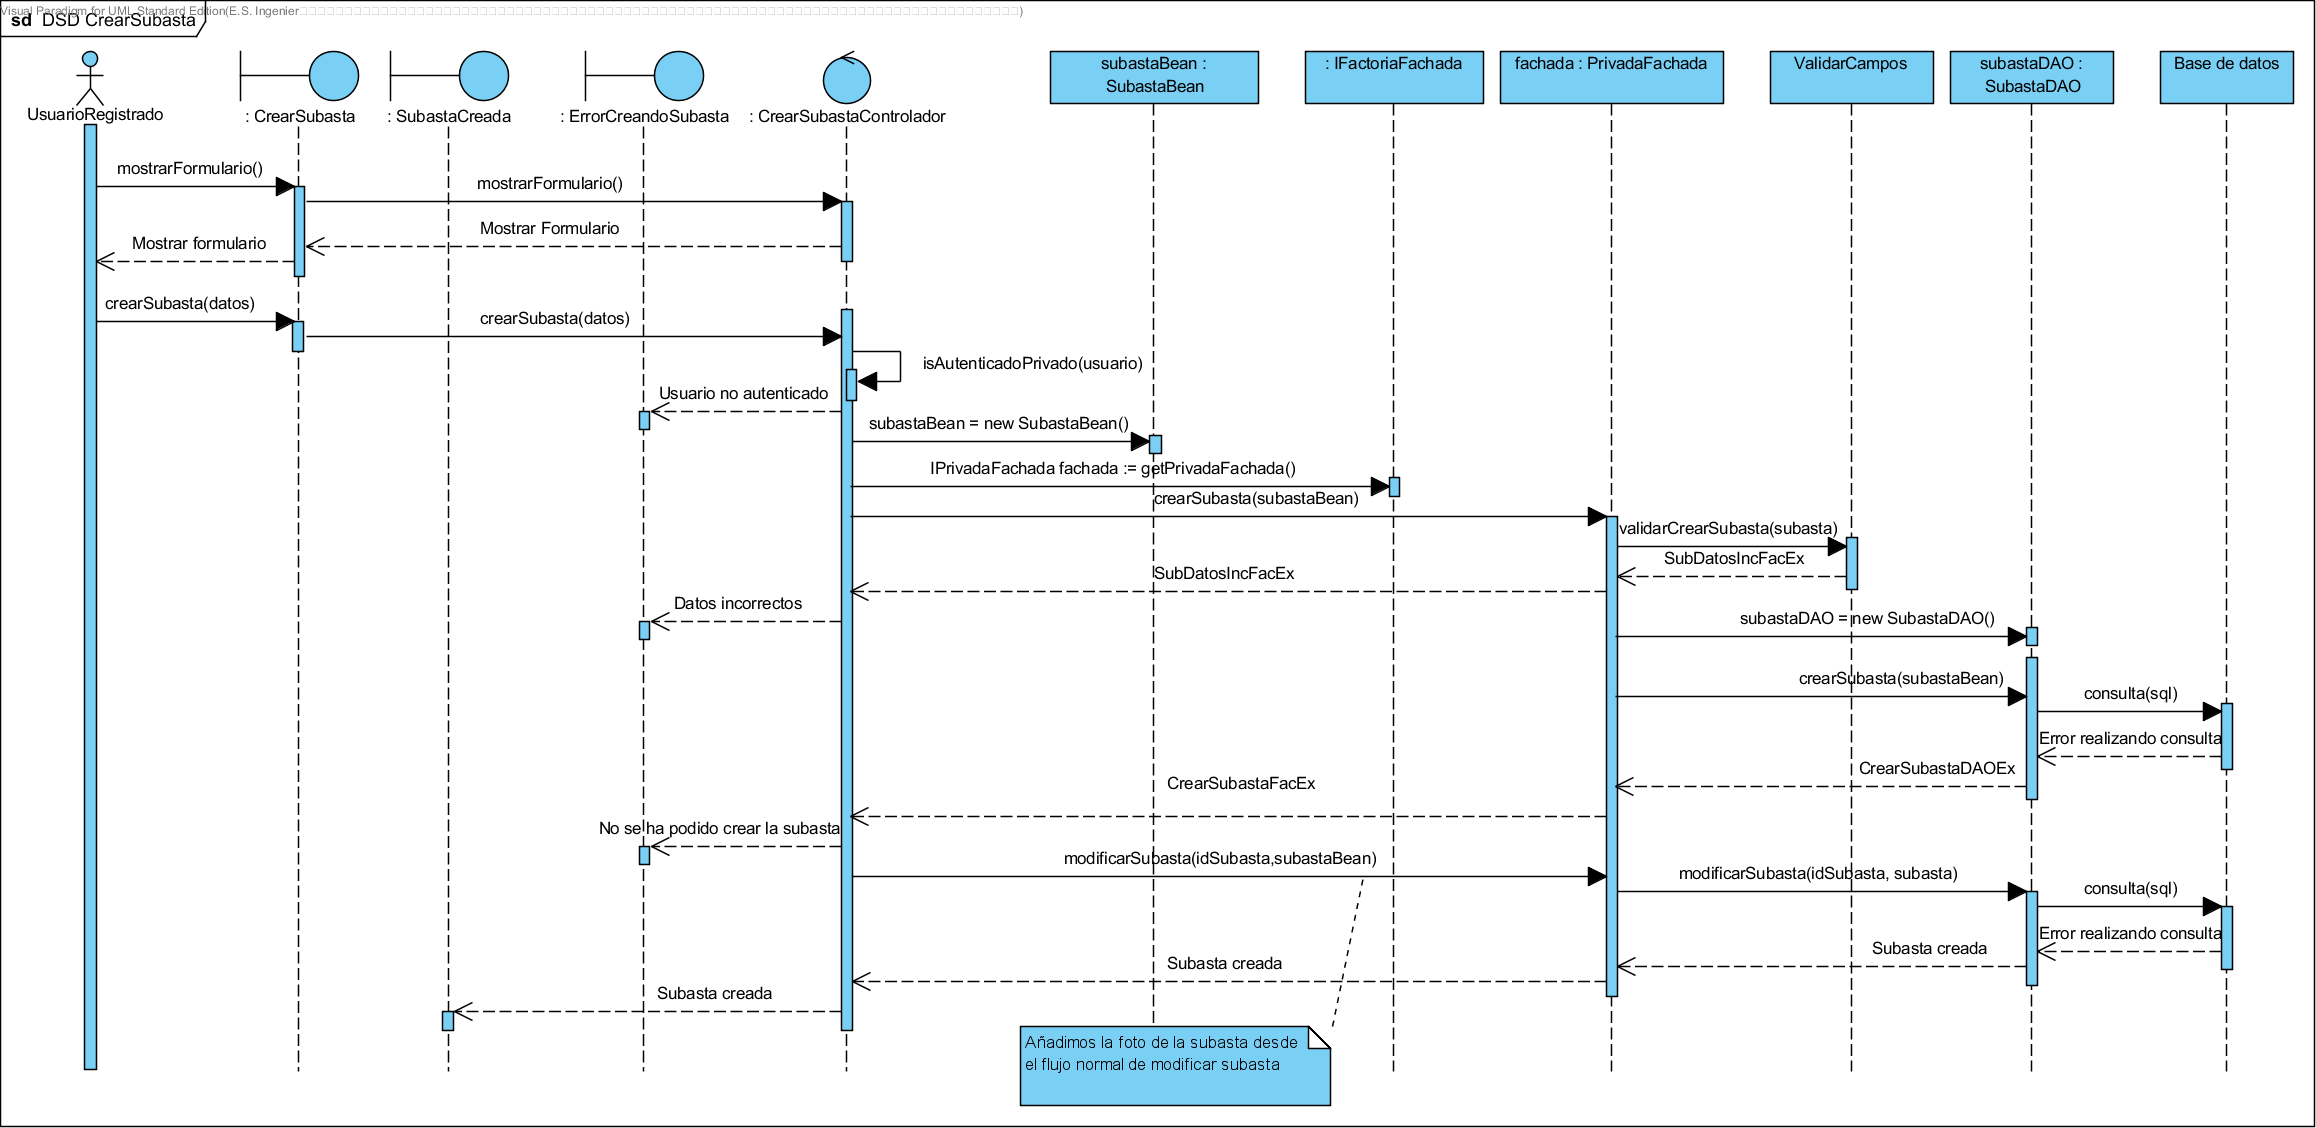 Visual Paradigm for UML Standard Edition(E.S. Ingenier
sd DSD CrearSubasta
UsuarioRegistrado
: CrearSubasta
: SubastaCreada
: ErrorCreandoSubasta
: CrearSubastaControlador
subastaBean :
SubastaBean
: IFactoriaFachada
fachada : PrivadaFachada
ValidarCampos
subastaDAO :
SubastaDAO
Base de datos
mostrarFormulario()
mostrarFormulario()
Mostrar Formulario
Mostrar formulario
crearSubasta(datos)
crearSubasta(datos)
isAutenticadoPrivado(usuario)
Usuario no autenticado
subastaBean = new SubastaBean()
IPrivadaFachada fachada := getPrivadaFachada()
crearSubasta(subastaBean)
validarCrearSubasta(subasta)
SubDatosIncFacEx
SubDatosIncFacEx
Datos incorrectos
subastaDAO = new SubastaDAO()
crearSubasta(subastaBean)
consulta(sql)
Error realizando consulta
CrearSubastaDAOEx
CrearSubastaFacEx
No se ha podido crear la subasta
modificarSubasta(idSubasta,subastaBean)
modificarSubasta(idSubasta, subasta)
consulta(sql)
Error realizando consulta
Subasta creada
Subasta creada
Subasta creada
Añadimos la foto de la subasta desde
el flujo normal de modificar subasta